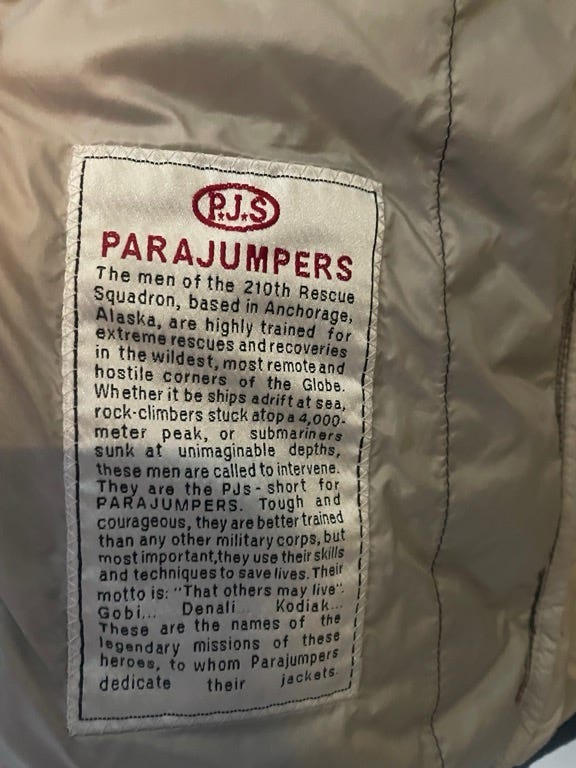 P.J.S
PARAJUMPERS
The men of the 210th Rescue
Squadron, based in Anchorage,
Alaska, are highly trained for
extreme rescues and recoveries
in the wildest, most remote and
hostile corners of the Globe.
Whether it be ships adrift at sea,
rock-climbers stuck atop a 4,000-
meter peak, or submariners
sunk at unimaginable depths,
these men are called to intervene.
They are the PJs - short for
PARAJUMPERS. Tough and
courageous, they are better trained
than any other military corps, but
most important, they use their skills
and techniques to save lives. Their
motto is: "That others may live".
Gobi... Denali... Kodiak...
These are the names of the
legendary missions of these
heroes, to whom Parajumpers
dedicate their jackets.